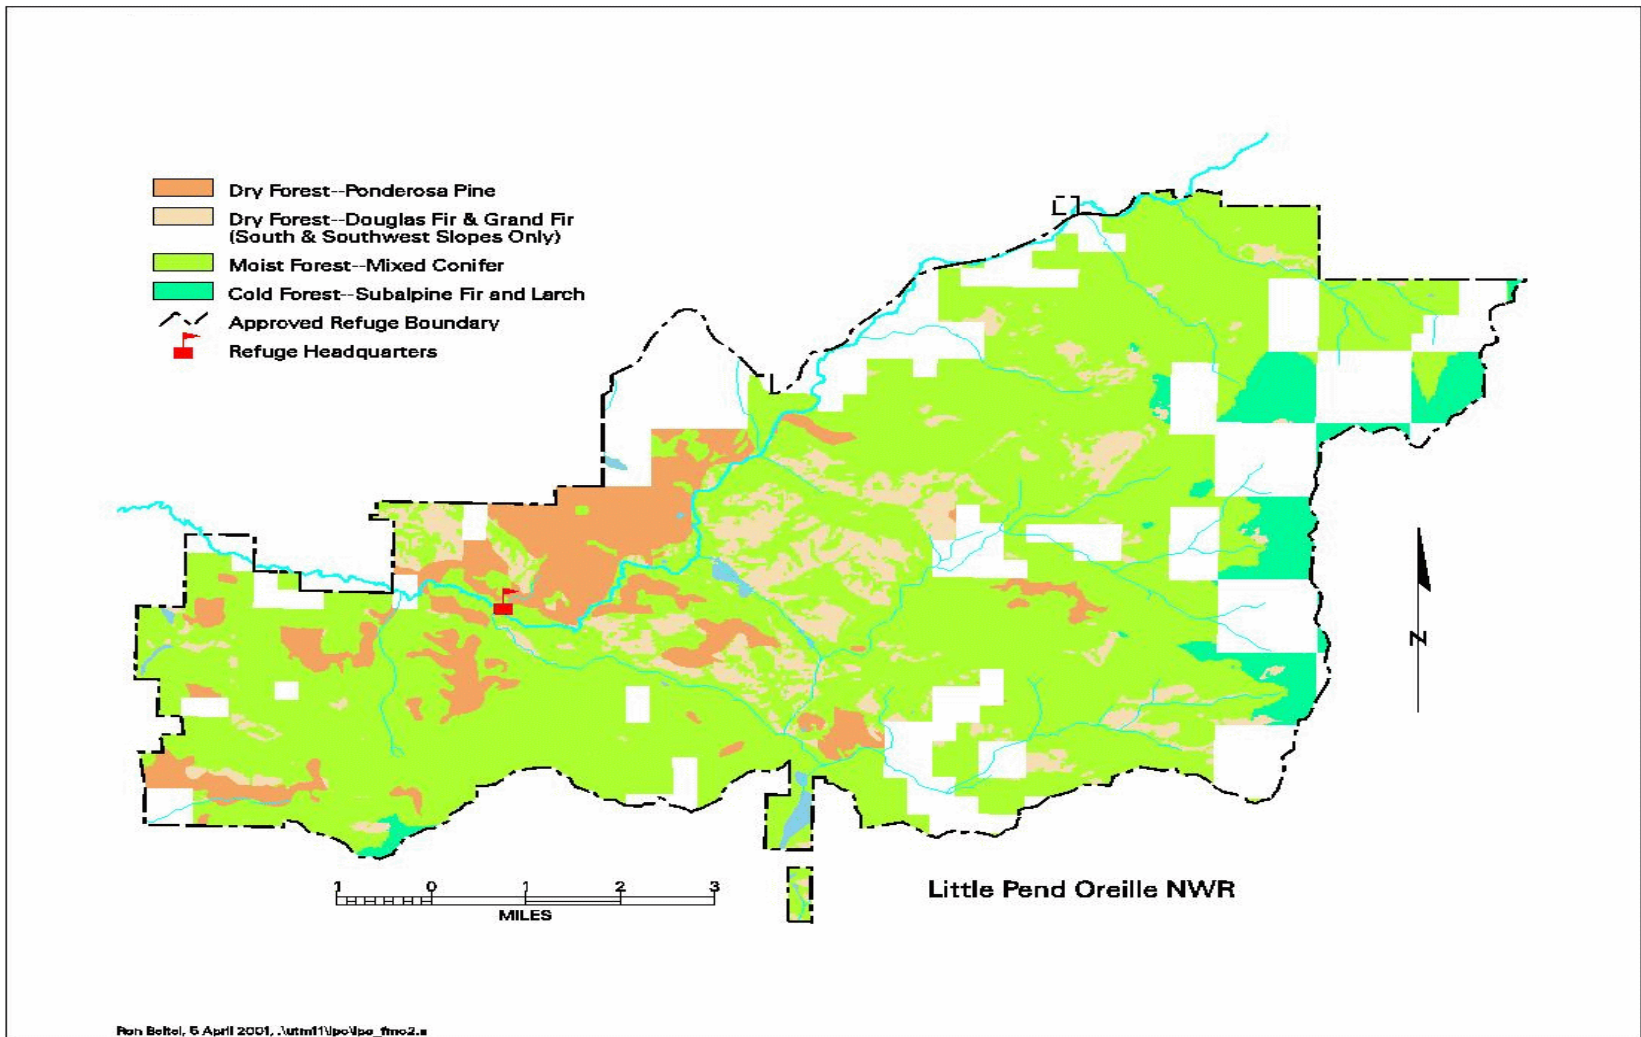 Dry Forest--Ponderosa Pine
Dry Forest--Douglas Fir & Grand Fir
(South & Southwest Slopes Only)
Moist Forest--Mixed Conifer
Cold Forest--Subalpine Fir and Larch
Approved Refuge Boundary
Refuge Headquarters
N
1 0 1 2 3
MILES
Little Pend Oreille NWR
Ron 5 April 2001,